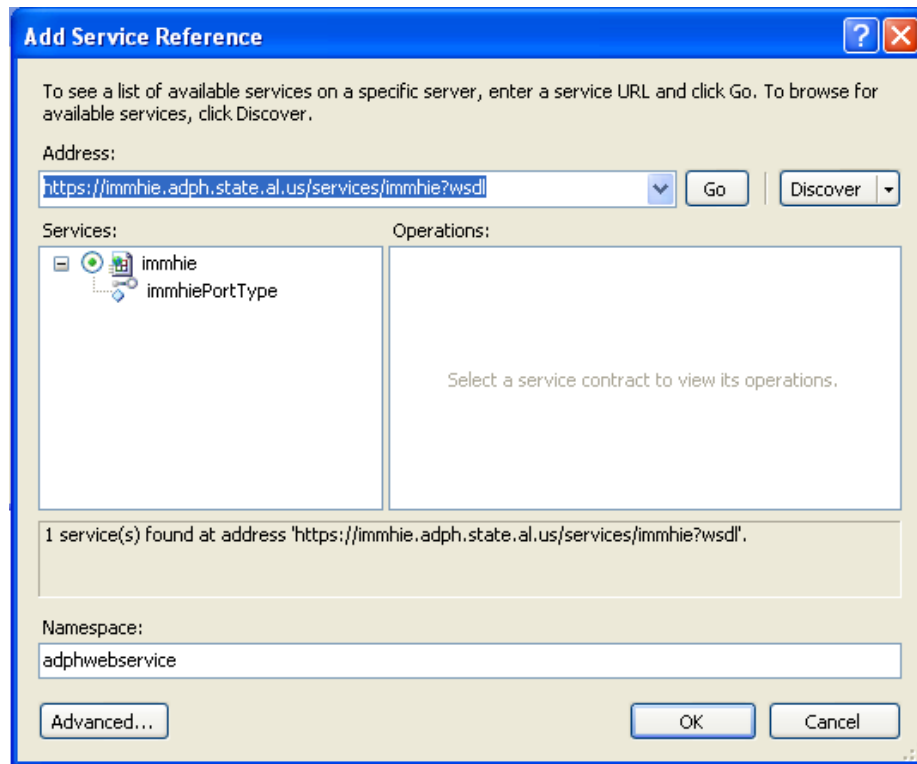 Add Service Reference
To see a list of available services on a specific server, enter a service URL and click Go. To browse for
available services, click Discover.
Address:
https://immhie.adph.state.al.us/services/immhie?wsdl
Go
Discover
Services:
Operations:
immhie
immhiePortType
Select a service contract to view its operations.
1 service(s) found at address 'https://immhie.adph.state.al.us/services/immhie?wsdl'.
Namespace:
adphwebservice
Advanced...
OK
Cancel